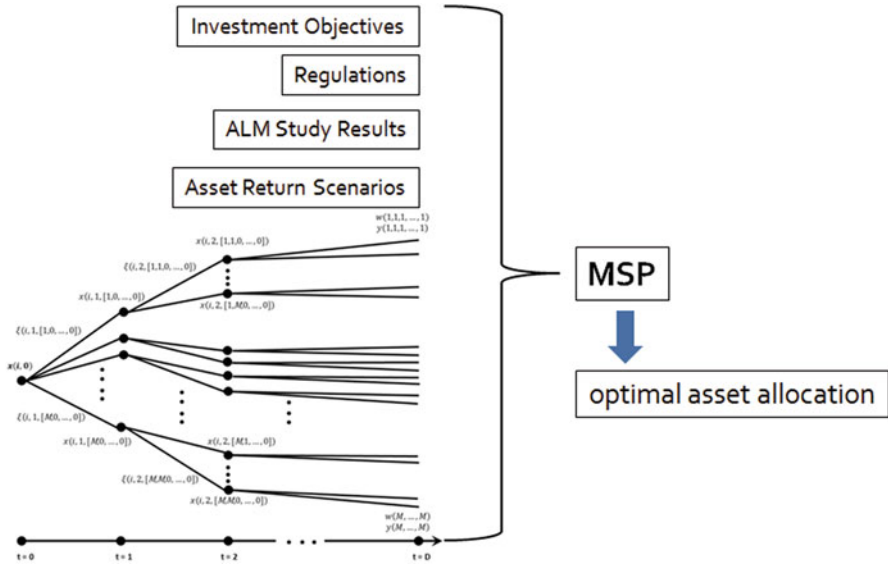 Investment Objectives
Regulations
ALM Study Results
Asset Return Scenarios
w(1,1,1, ..., 1)
y(1,1,1, ..., 1)
x(i, 2, [1,1,0, ..., 0])
ξ(i, 2, [1,1,0, ..., 0])
x(i, 1, [1,0, ..., 0])
x(i, 2, [1,M,0, ..., 0])
ξ(i, 1, [1,0, ..., 0])
x(i, 0)
ξ(i, 1, [M,0, ..., 0])
x(i, 1, [M,0, ..., 0])
x(i, 2, [M,1, ..., 0])
ξ(i, 2, [M,M,0, ..., 0])
x(i, 2, [M,M,0, ..., 0])
w(M, ..., M)
y(M, ..., M)
t = 0
t = 1
t = 2
t = D
MSP
optimal asset allocation